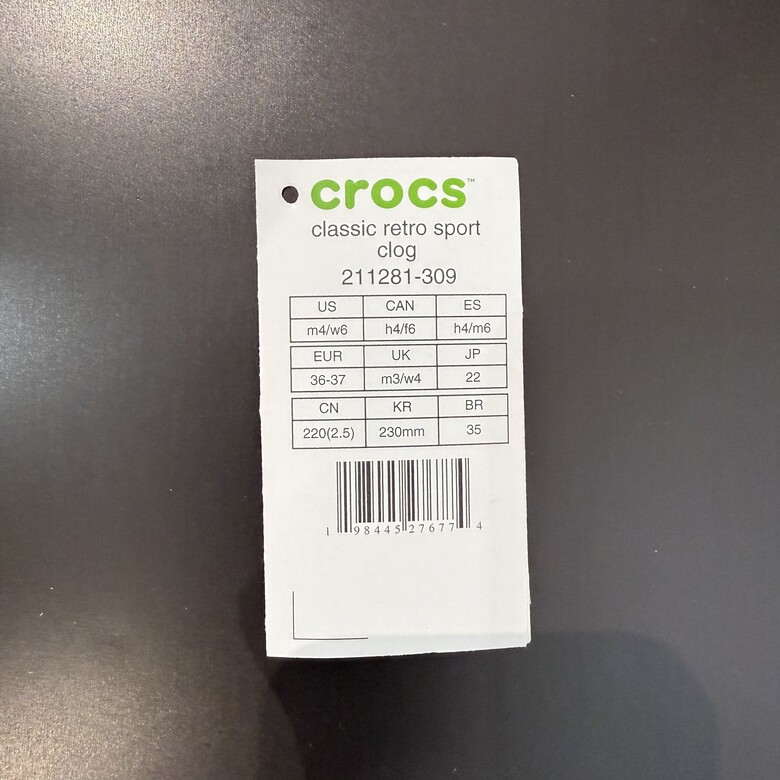 crocs™
classic retro sport
clog
211281-309
US CAN ES
m4/w6 h4/f6 h4/m6
EUR UK JP
36-37 m3/w4 22
CN KR BR
220(2.5) 230mm 35
1 98445 27677 4